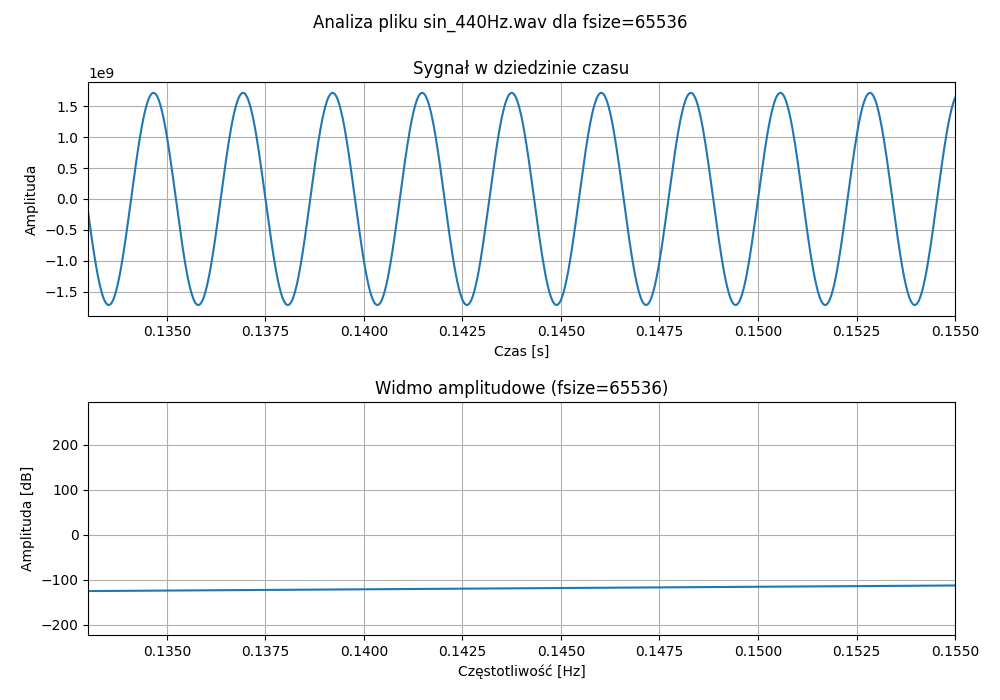 Analiza pliku sin_440Hz.wav dla fsize=65536
Sygnał w dziedzinie czasu
1e9
1.5
1.0
0.5
0.0
−0.5
−1.0
−1.5
Amplituda
0.1350 0.1375 0.1400 0.1425 0.1450 0.1475 0.1500 0.1525 0.1550
Czas [s]
Widmo amplitudowe (fsize=65536)
200
100
0
−100
−200
Amplituda [dB]
0.1350 0.1375 0.1400 0.1425 0.1450 0.1475 0.1500 0.1525 0.1550
Częstotliwość [Hz]